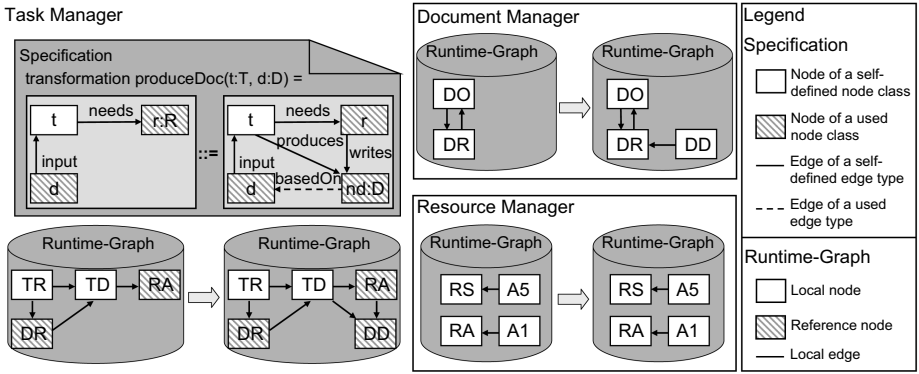 Task Manager
Specification
transformation produceDoc(t:T, d:D) =
t
needs
r:R
input
d
::=
t
needs
r
produces
writes
input
basedOn
d
nd:D
Runtime-Graph
TR
TD
RA
DR
Runtime-Graph
TR
TD
RA
DR
DD
Document Manager
Runtime-Graph
DO
DR
Runtime-Graph
DO
DR
DD
Resource Manager
Runtime-Graph
RS
A5
RA
A1
Runtime-Graph
RS
A5
RA
A1
Legend
Specification
Node of a self-
defined node class
Node of a used
node class
Edge of a self-
defined edge type
Edge of a used
edge type
Runtime-Graph
Local node
Reference node
Local edge